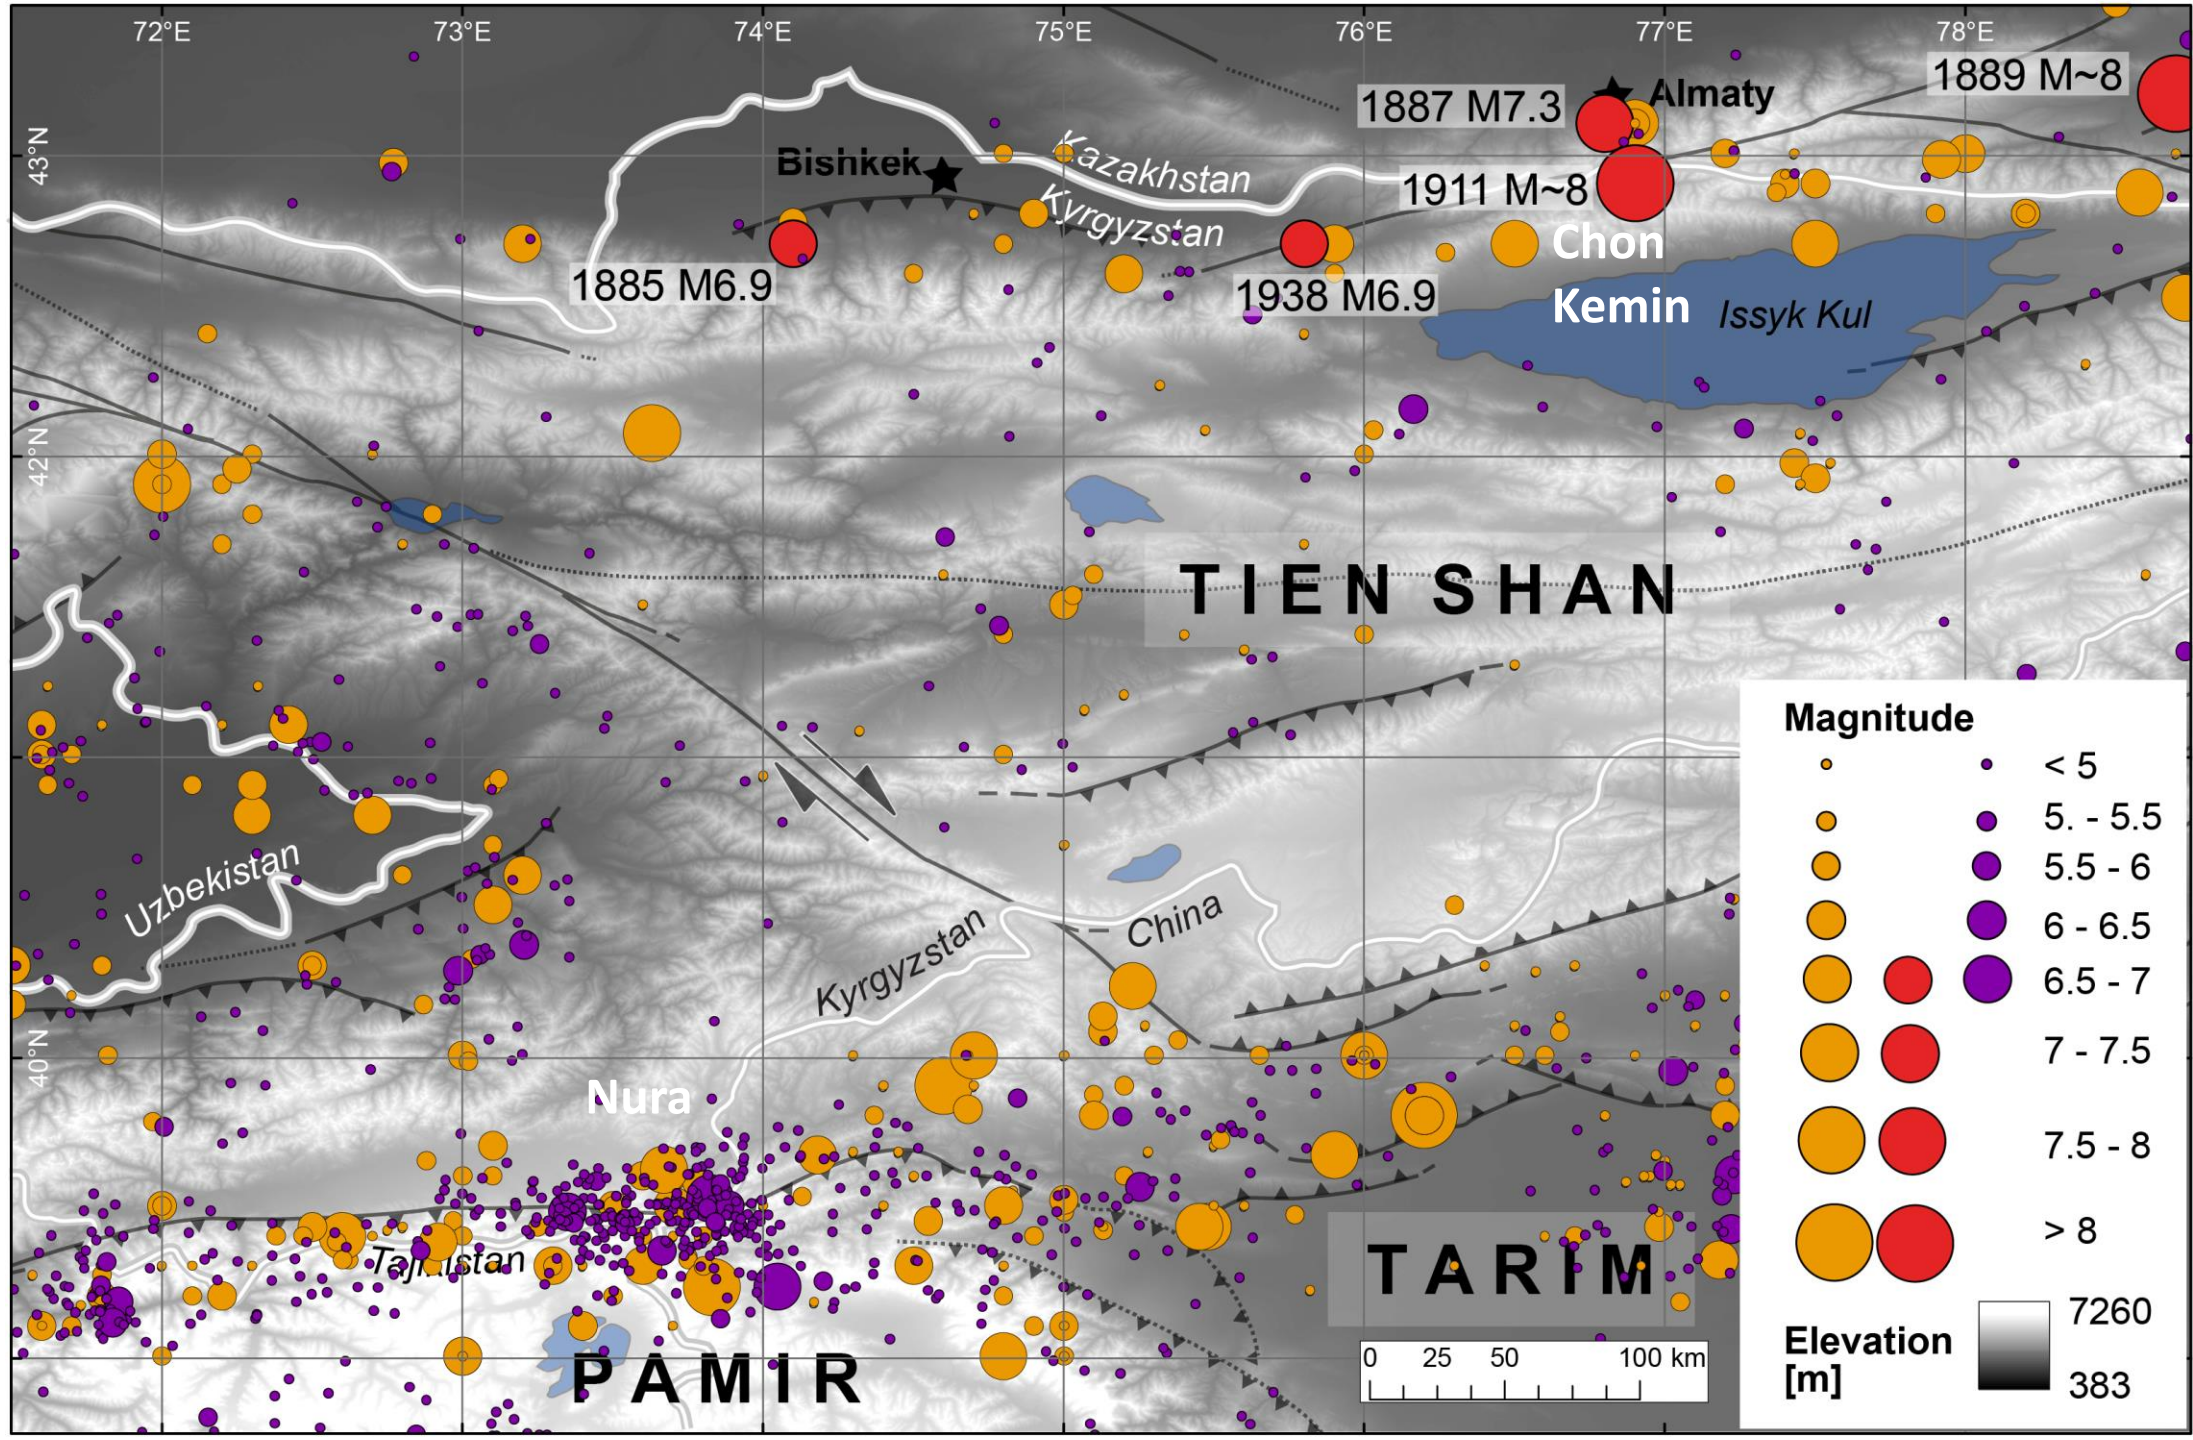 72°E 73°E 74°E 75°E 76°E 77°E 78°E
1889 M~8
1887 M7.3
Almaty
43°N
Bishkek
Kazakhstan
Kyrgyzstan
1911 M~8
Chon
Kemin
1885 M6.9
1938 M6.9
Issyk Kul
42°N
TIEN SHAN
Uzbekistan
Kyrgyzstan
China
40°N
Nura
Tajikistan
TARIM
PAMIR
0 25 50 100 km
Magnitude
< 5
5. - 5.5
5.5 - 6
6 - 6.5
6.5 - 7
7 - 7.5
7.5 - 8
> 8
Elevation
[m]
7260
383